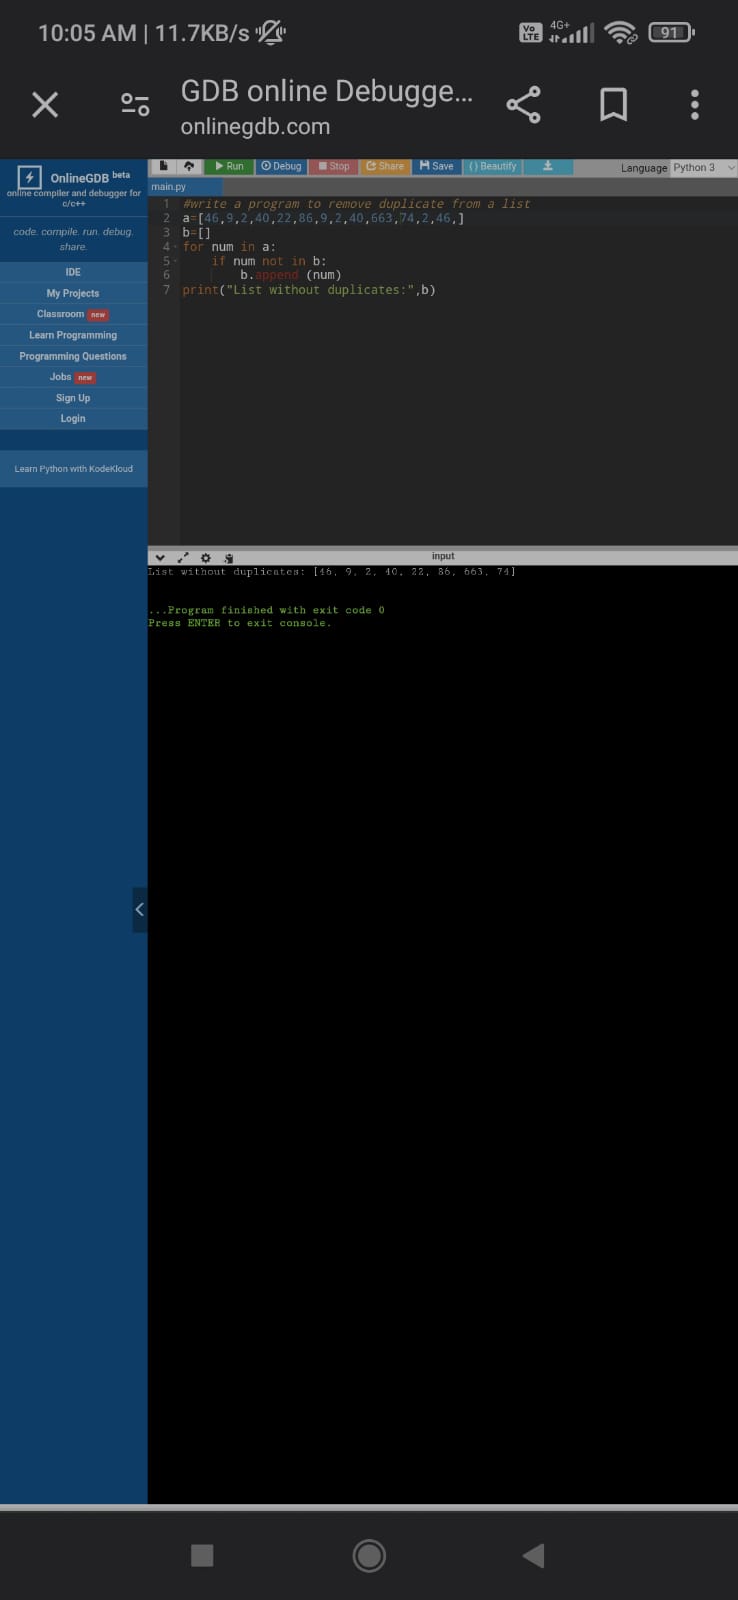 10:05 AM | 11.7KB/s
Vo LTE 4G+ 91
GDB online Debugge...
onlinegdb.com
OnlineGDB beta
online compiler and debugger for
c/c++
code. compile. run. debug.
share.
IDE
My Projects
Classroom new
Learn Programming
Programming Questions
Jobs new
Sign Up
Login
Learn Python with KodeKloud
Run Debug Stop Share Save {} Beautify
Language Python 3
main.py
1 #write a program to remove duplicate from a list
2 a=[46,9,2,40,22,86,9,2,40,663,74,2,46,]
3 b=[]
4 for num in a:
5 if num not in b:
6 b.append (num)
7 print("List without duplicates:",b)
input
List without duplicates: [46, 9, 2, 40, 22, 86, 663, 74]
...Program finished with exit code 0
Press ENTER to exit console.